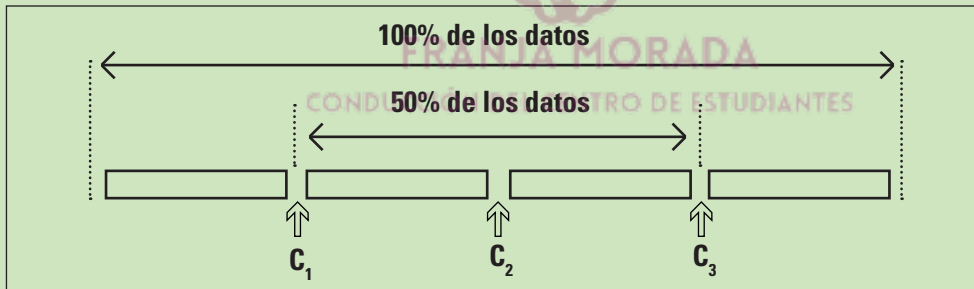 100% de los datos
FRANJA MORADA
CONDUCCIÓN DEL CENTRO DE ESTUDIANTES
50% de los datos
C₁ C₂ C₃